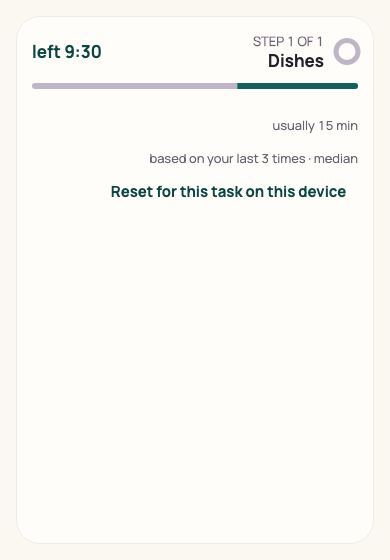 left 9:30
STEP 1 OF 1
Dishes
usually 15 min
based on your last 3 times · median
Reset for this task on this device